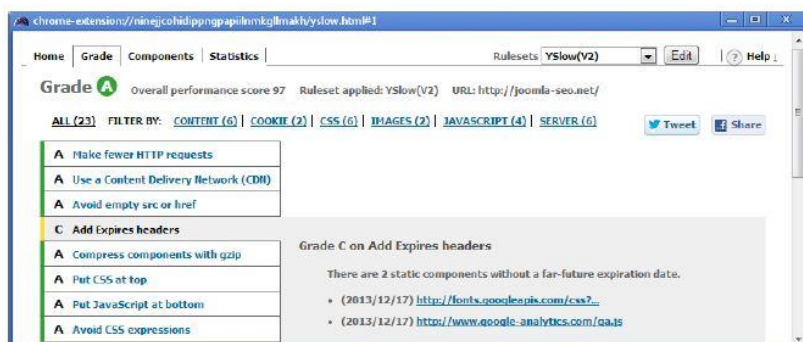 chrome-extension://ninejjcohidippngpapiilnmkgllmakh/yslow.html#1
Home Grade Components Statistics Rulesets YSlow(V2) Edit ? Help ↓
Grade A Overall performance score 97 Ruleset applied: YSlow(V2) URL: http://joomla-seo.net/
ALL (23) FILTER BY: CONTENT (6) | COOKIE (2) | CSS (6) | IMAGES (2) | JAVASCRIPT (4) | SERVER (6) Tweet Share
A Make fewer HTTP requests
A Use a Content Delivery Network (CDN)
A Avoid empty src or href
C Add Expires headers
A Compress components with gzip
A Put CSS at top
A Put JavaScript at bottom
A Avoid CSS expressions
Grade C on Add Expires headers
There are 2 static components without a far-future expiration date.
• (2013/12/17) http://fonts.googleapis.com/css?...
• (2013/12/17) http://www.google-analytics.com/ga.js